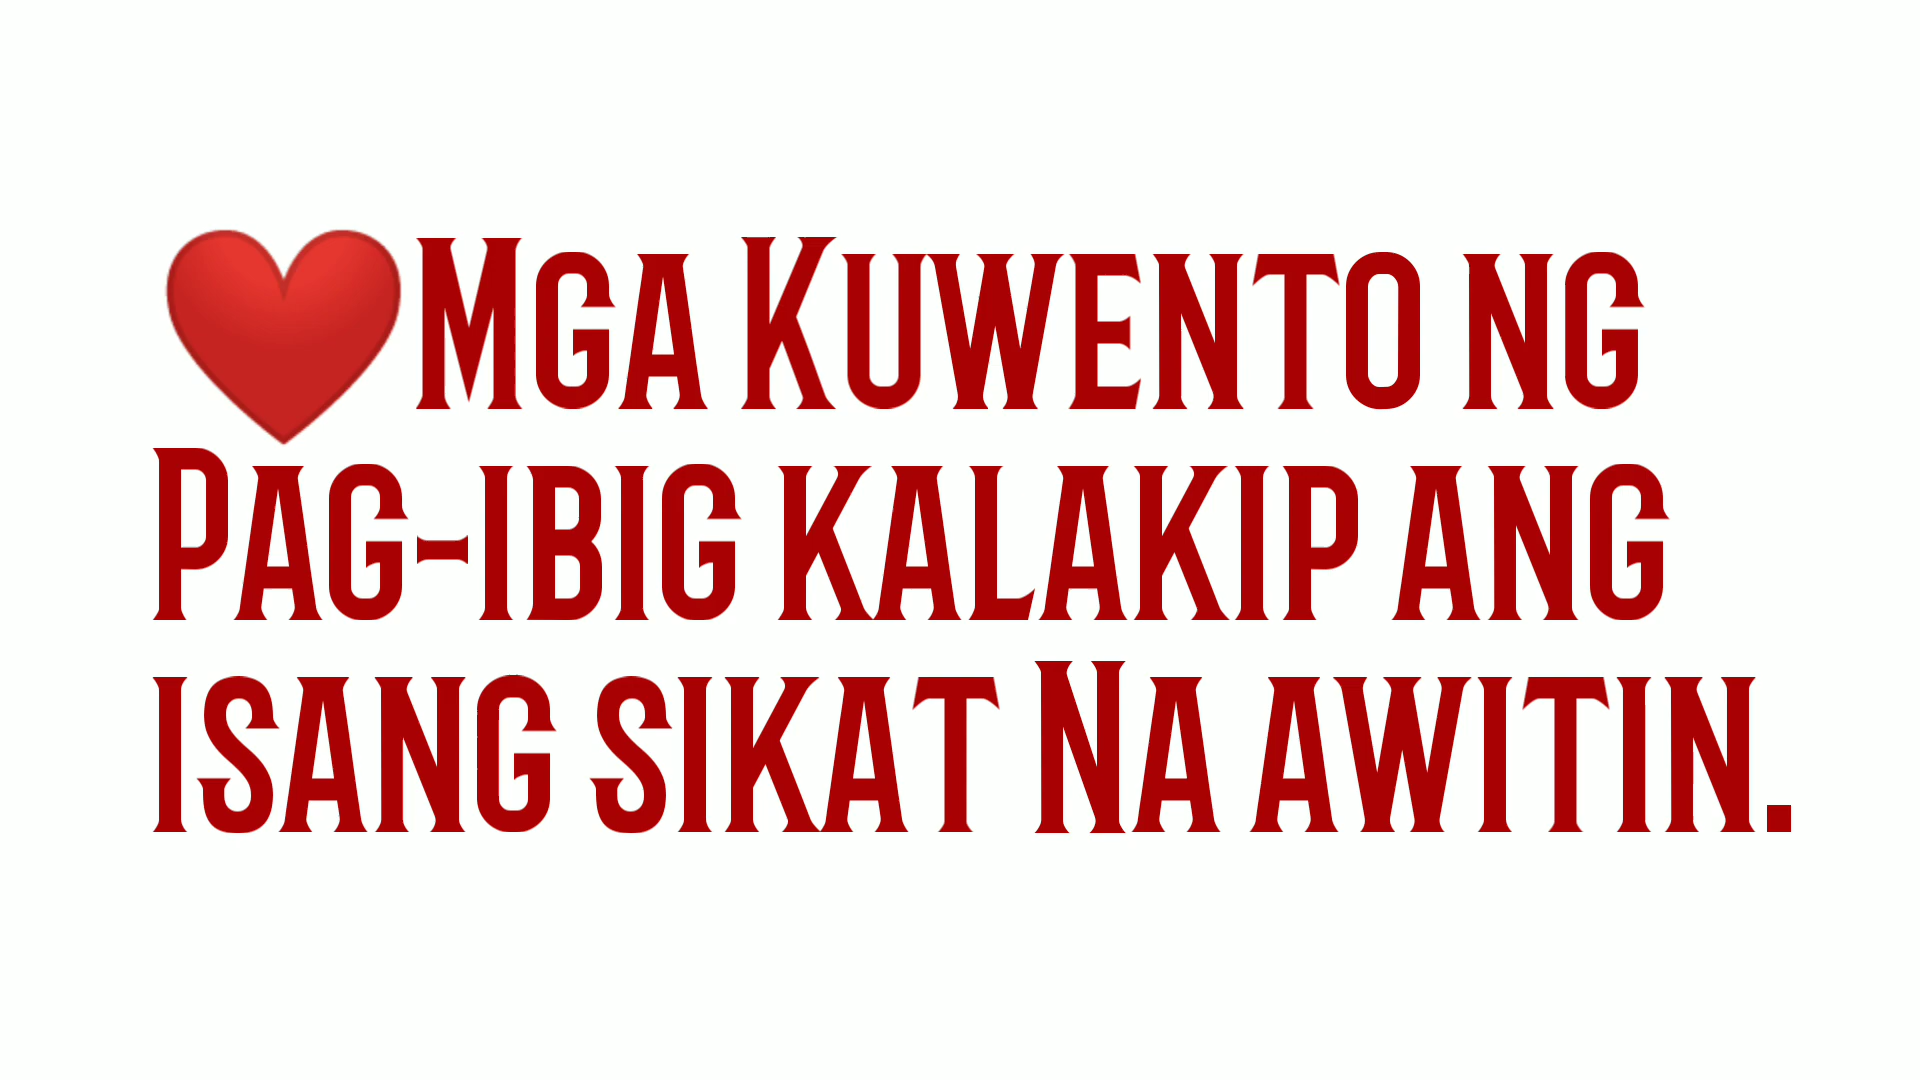 ❤️Mga Kuwento ng
Pag-ibig kalakip ang
isang sikat Na awitin.